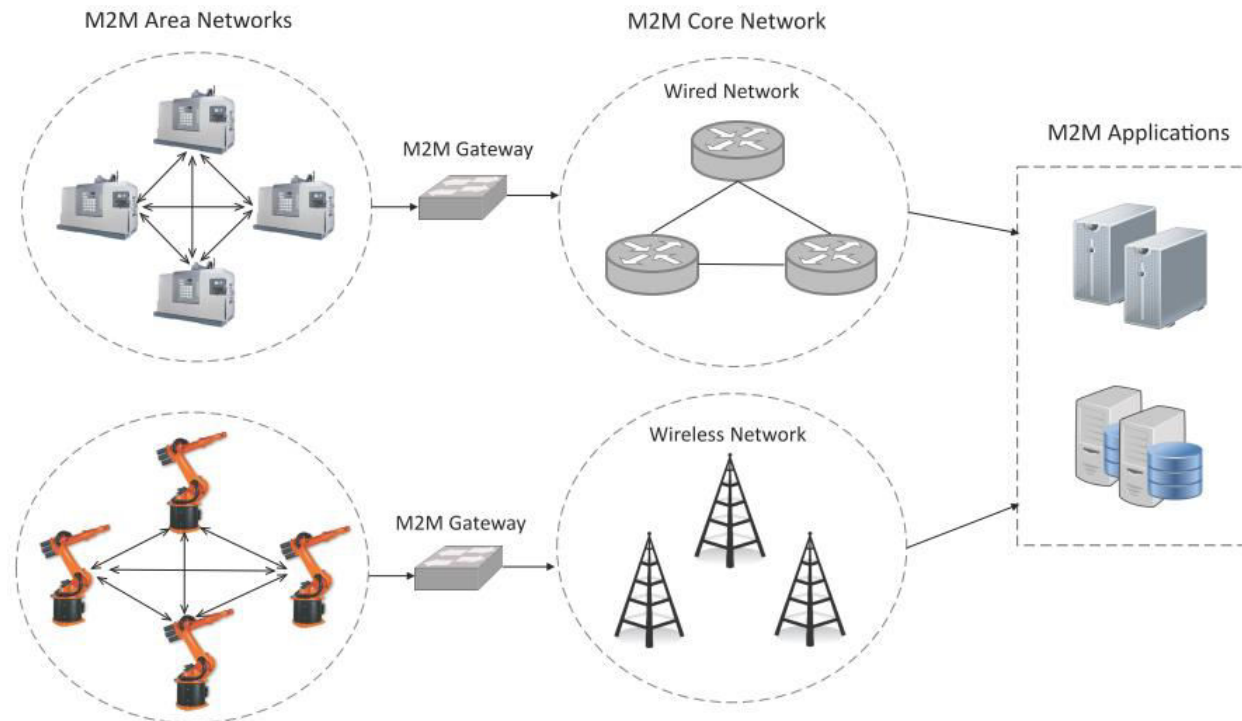 M2M Area Networks
M2M Core Network
Wired Network
M2M Gateway
M2M Applications
Wireless Network
M2M Gateway